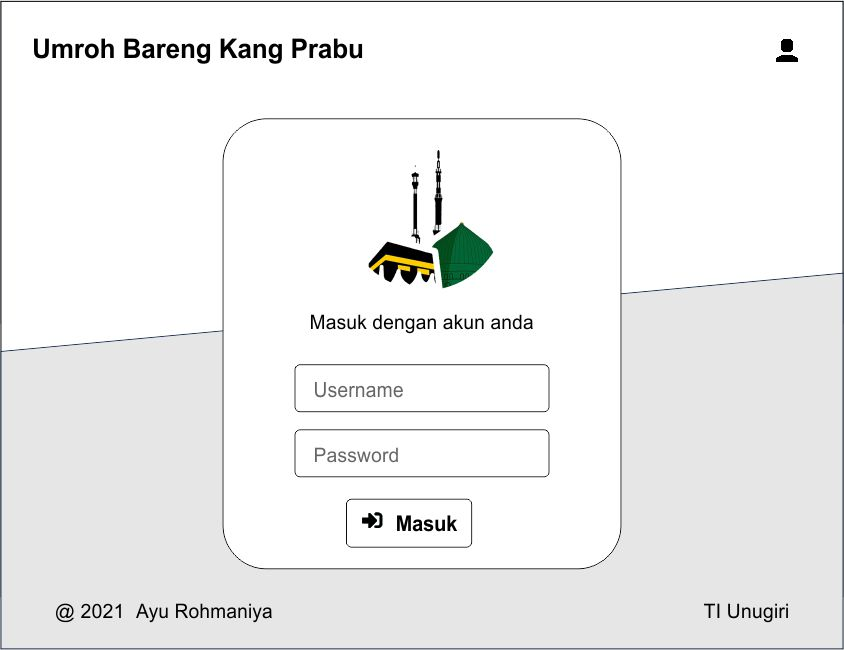 Umroh Bareng Kang Prabu
Masuk dengan akun anda
Username
Password
Masuk
@ 2021 Ayu Rohmaniya
TI Unugiri